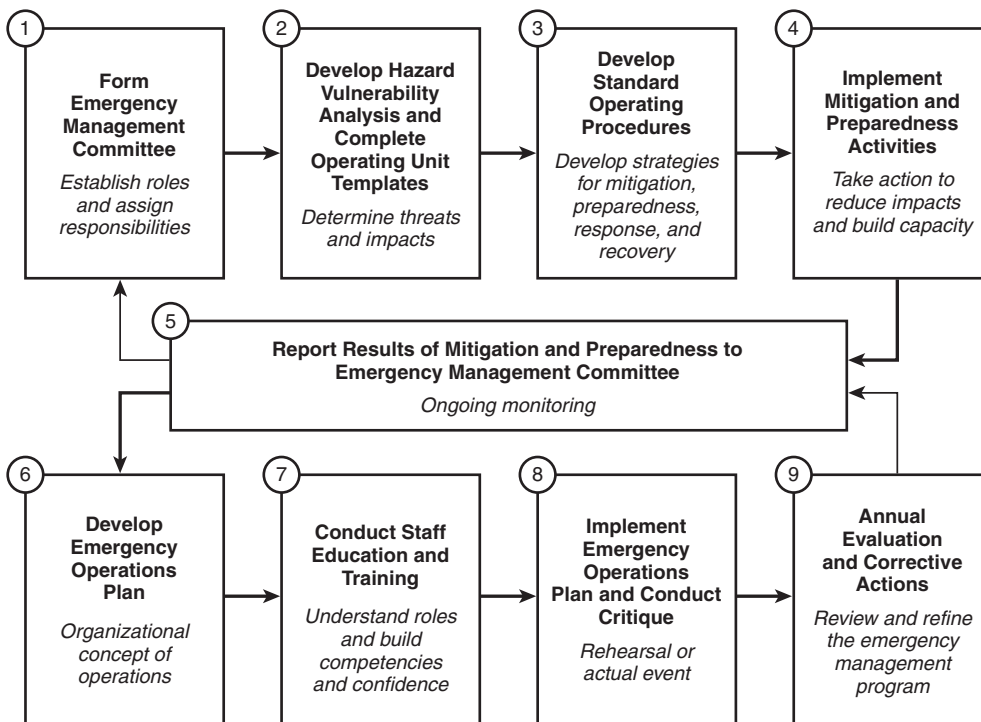 1
Form
Emergency
Management
Committee
Establish roles
and assign
responsibilities
2
Develop Hazard
Vulnerability
Analysis and
Complete
Operating Unit
Templates
Determine threats
and impacts
3
Develop
Standard
Operating
Procedures
Develop strategies
for mitigation,
preparedness,
response, and
recovery
4
Implement
Mitigation and
Preparedness
Activities
Take action to
reduce impacts
and build capacity
5
Report Results of Mitigation and Preparedness to
Emergency Management Committee
Ongoing monitoring
6
Develop
Emergency
Operations
Plan
Organizational
concept of
operations
7
Conduct Staff
Education and
Training
Understand roles
and build
competencies
and confidence
8
Implement
Emergency
Operations
Plan and Conduct
Critique
Rehearsal or
actual event
9
Annual
Evaluation
and Corrective
Actions
Review and refine
the emergency
management
program